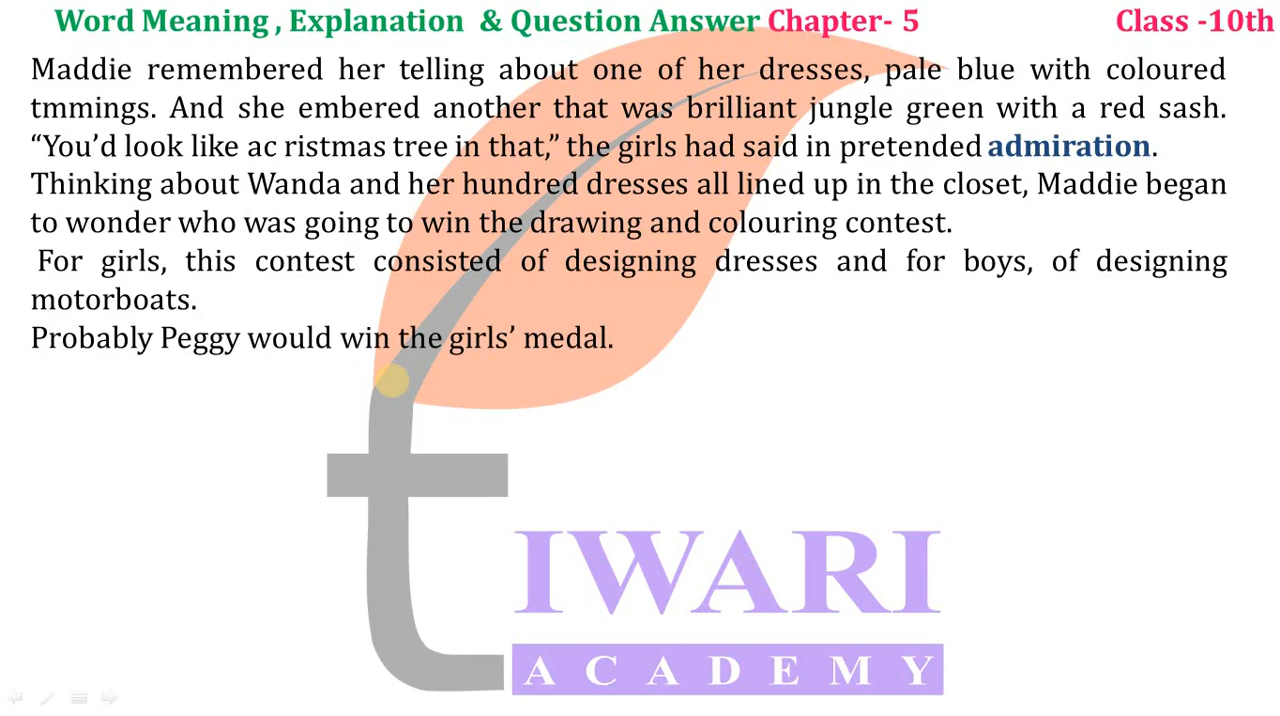 Word Meaning , Explanation & Question Answer Chapter- 5 Class -10th
Maddie remembered her telling about one of her dresses, pale blue with coloured
tmmings. And she embered another that was brilliant jungle green with a red sash.
“You’d look like ac ristmas tree in that,” the girls had said in pretended admiration.
Thinking about Wanda and her hundred dresses all lined up in the closet, Maddie began
to wonder who was going to win the drawing and colouring contest.
For girls, this contest consisted of designing dresses and for boys, of designing
motorboats.
Probably Peggy would win the girls’ medal.
tIWARI
ACADEMY